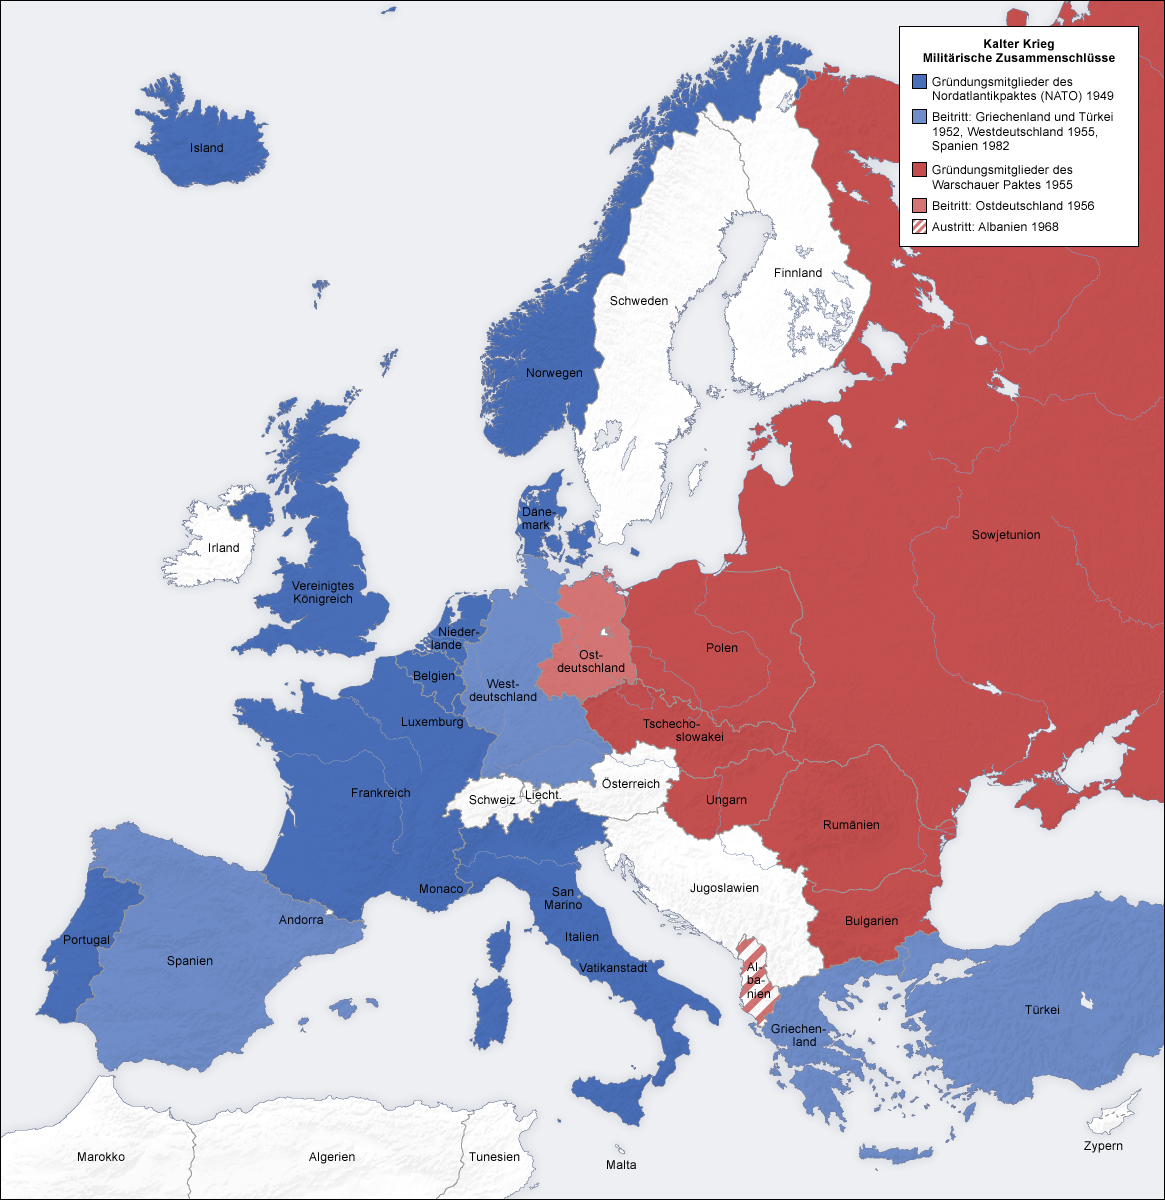 Kalter Krieg
Militärische Zusammenschlüsse
Gründungsmitglieder des
Nordatlantikpaktes (NATO) 1949
Beitritt: Griechenland und Türkei
1952, Westdeutschland 1955,
Spanien 1982
Gründungsmitglieder des
Warschauer Paktes 1955
Beitritt: Ostdeutschland 1956
Austritt: Albanien 1968
Island
Finnland
Schweden
Norwegen
Däne-
mark
Sowjetunion
Irland
Vereinigtes
Königreich
Nieder-
lande
Polen
Ost-
deutschland
Belgien
West-
deutschland
Luxemburg
Tschecho-
slowakei
Österreich
Frankreich
Schweiz
Liecht.
Ungarn
Rumänien
Monaco
San
Marino
Jugoslawien
Andorra
Bulgarien
Portugal
Italien
Spanien
Vatikanstadt
Al-
ba-
nien
Türkei
Griechen-
land
Zypern
Marokko
Algerien
Tunesien
Malta